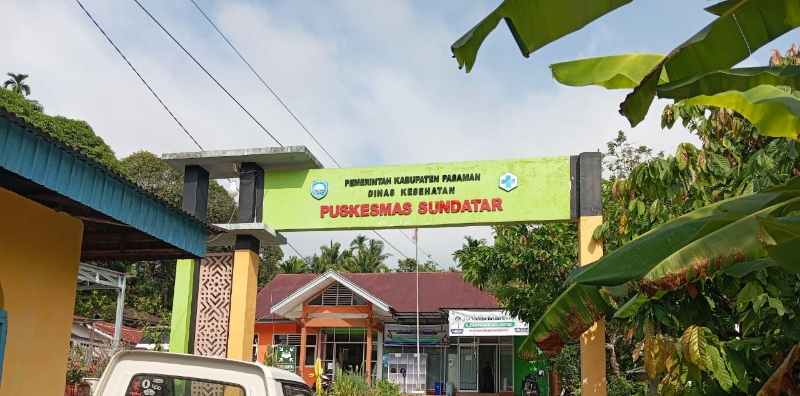 PEMERINTAH KABUPATEN PASAMAN
DINAS KESEHATAN
PUSKESMAS SUNDATAR